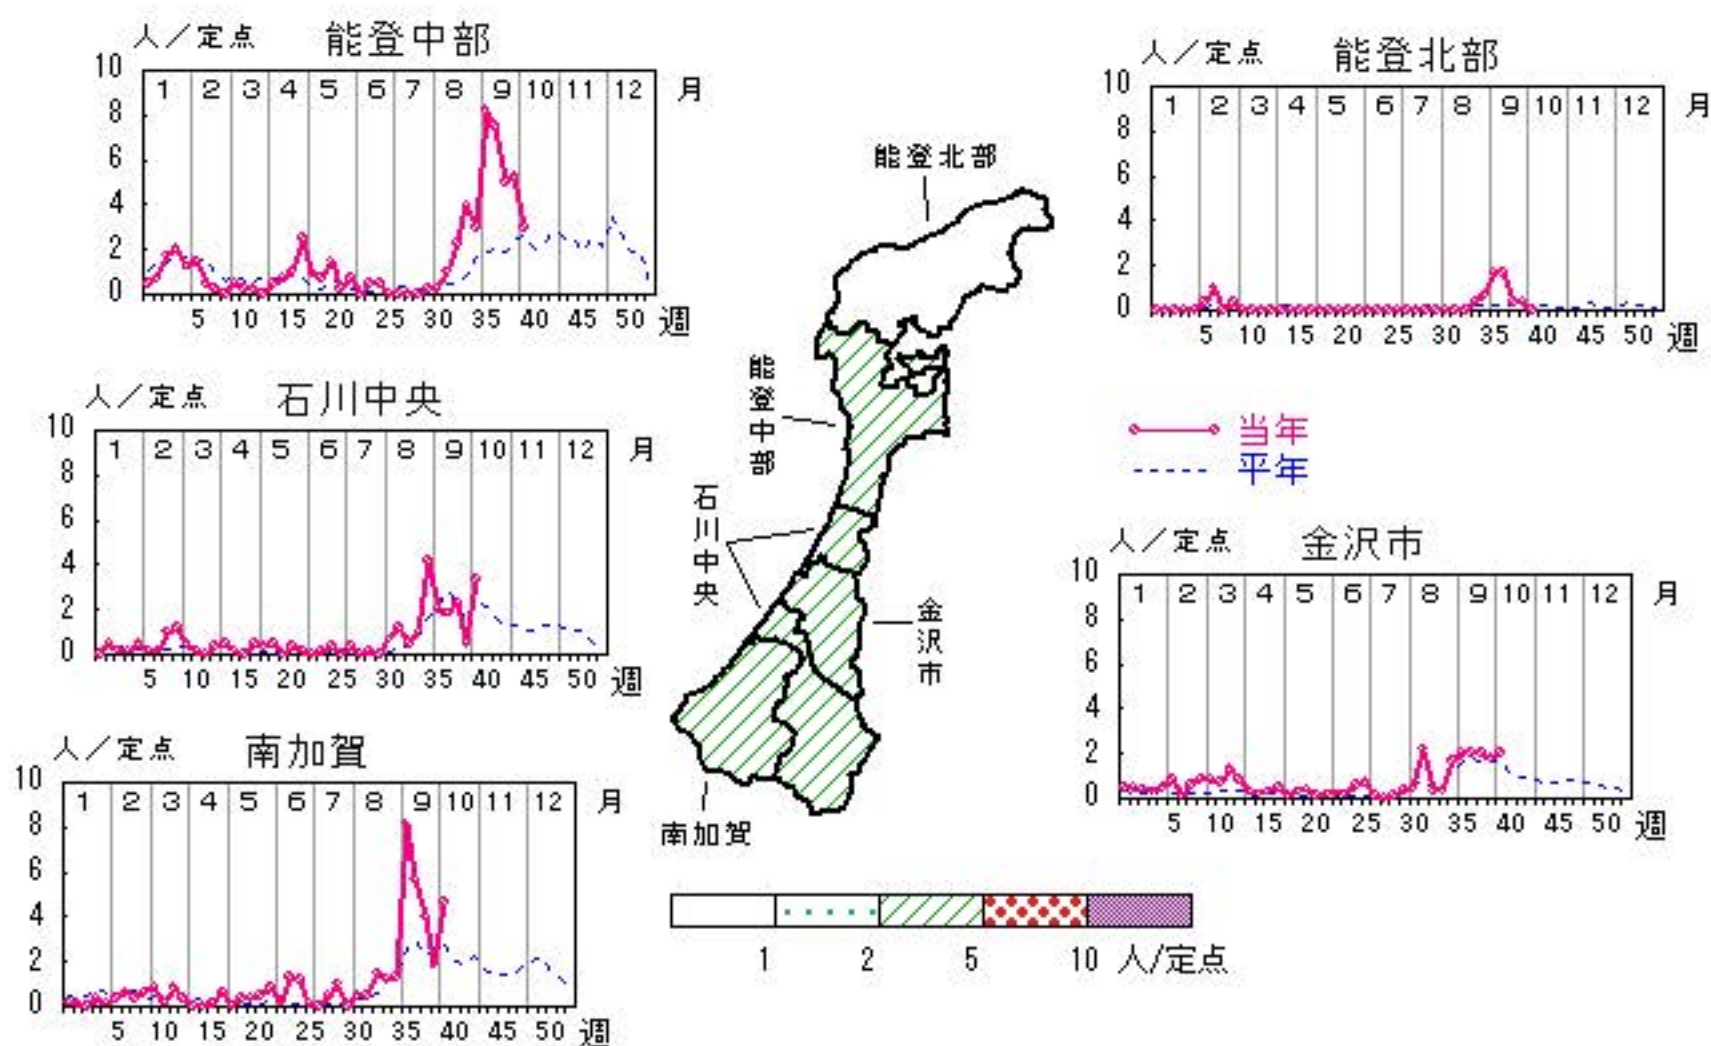 人／定点 能登中部
10 8 6 4 2 0
1 2 3 4 5 6 7 8 9 10 11 12 月
5 10 15 20 25 30 35 40 45 50 週
人／定点 能登北部
10 8 6 4 2 0
1 2 3 4 5 6 7 8 9 10 11 12 月
5 10 15 20 25 30 35 40 45 50 週
能登北部
能登中部
石川中央
金沢市
南加賀
人／定点 石川中央
10 8 6 4 2 0
1 2 3 4 5 6 7 8 9 10 11 12 月
5 10 15 20 25 30 35 40 45 50 週
当年
平年
人／定点 金沢市
10 8 6 4 2 0
1 2 3 4 5 6 7 8 9 10 11 12 月
5 10 15 20 25 30 35 40 45 50 週
人／定点 南加賀
10 8 6 4 2 0
1 2 3 4 5 6 7 8 9 10 11 12 月
5 10 15 20 25 30 35 40 45 50 週
1 2 5 10 人/定点